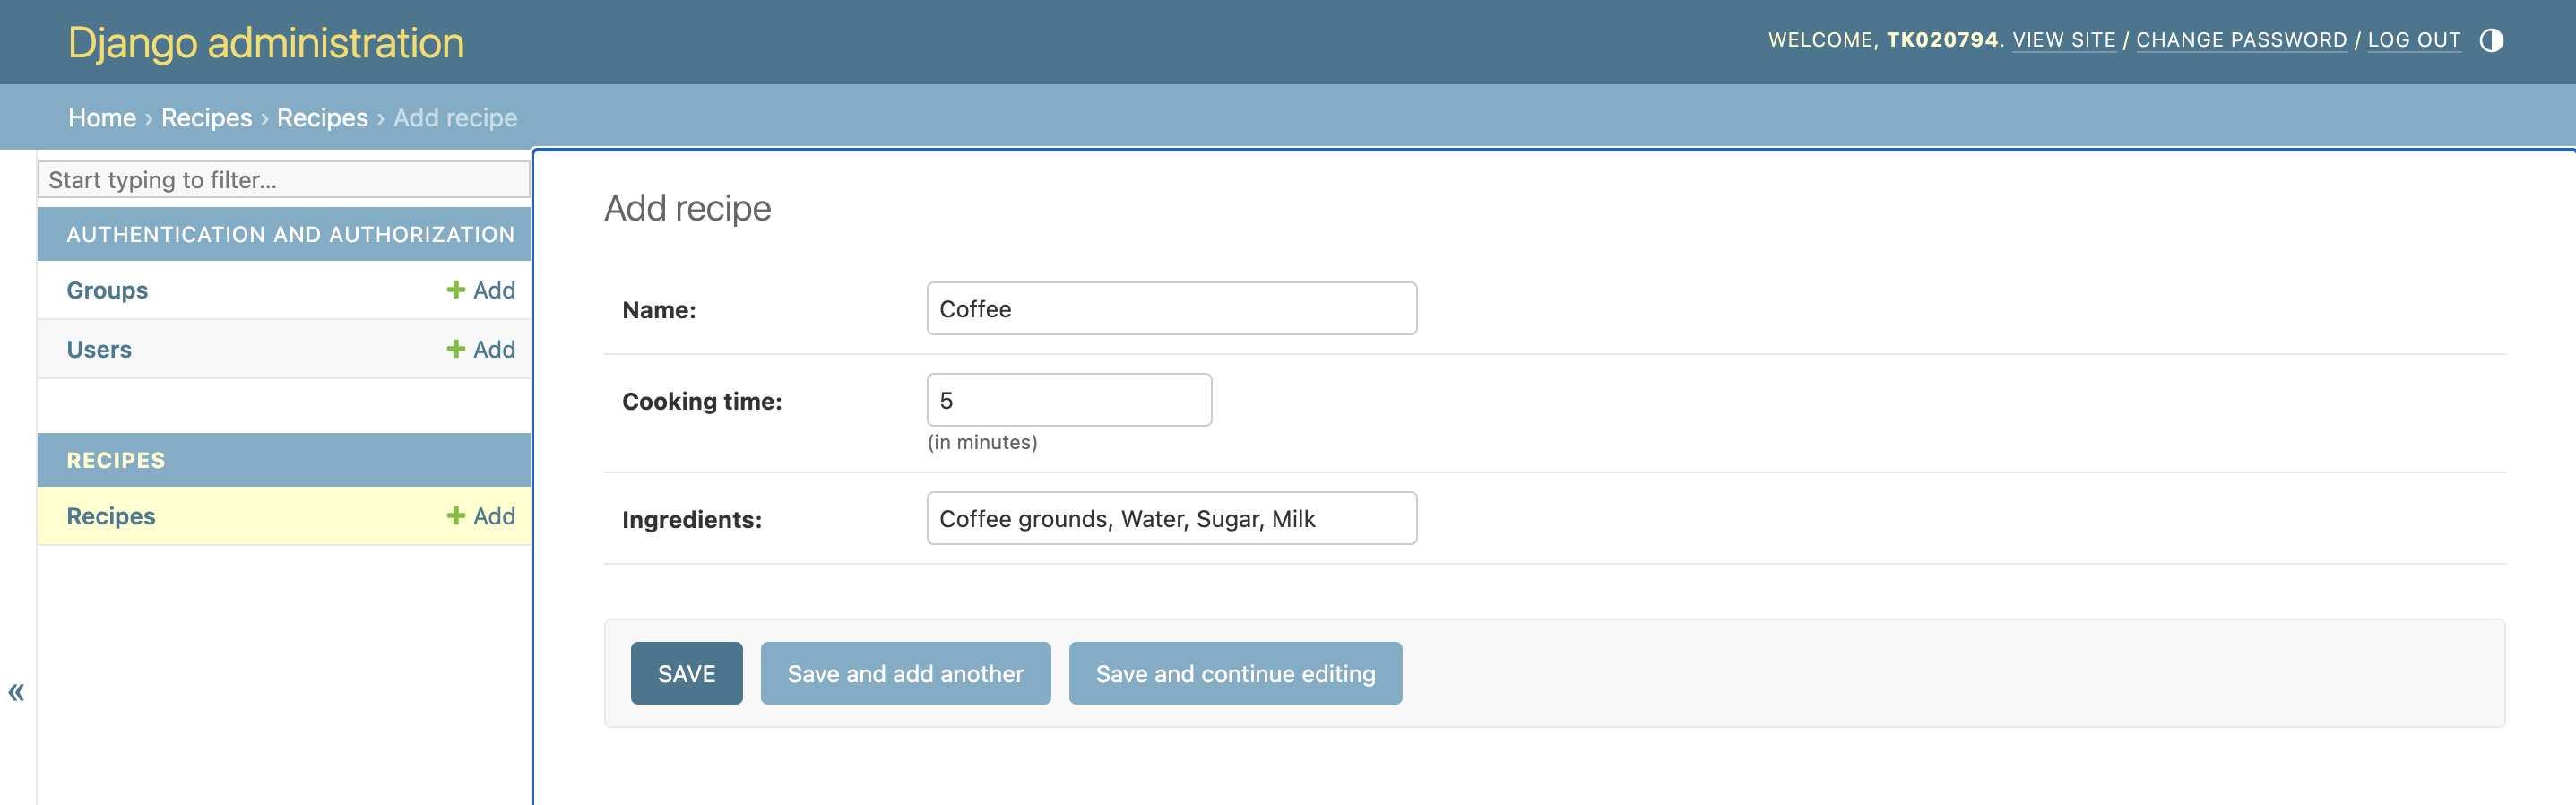 Django administration
WELCOME, TK020794. VIEW SITE / CHANGE PASSWORD / LOG OUT
Home › Recipes › Recipes › Add recipe
Start typing to filter...
AUTHENTICATION AND AUTHORIZATION
Groups + Add
Users + Add
RECIPES
Recipes + Add
«
Add recipe
Name: Coffee
Cooking time: 5
(in minutes)
Ingredients: Coffee grounds, Water, Sugar, Milk
SAVE Save and add another Save and continue editing